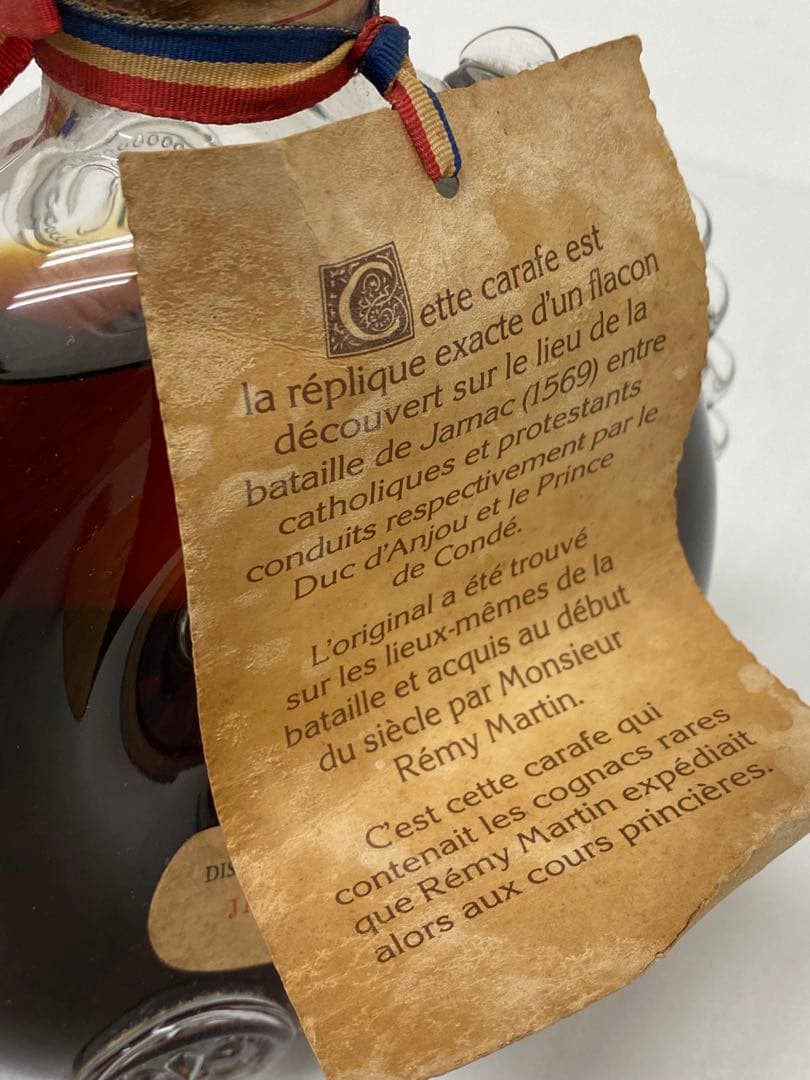 Cette carafe est
la réplique exacte d'un flacon
découvert sur le lieu de la
bataille de Jarnac (1569) entre
catholiques et protestants
conduits respectivement par le
Duc d'Anjou et le Prince
de Condé.
L'original a été trouvé
sur les lieux-mêmes de la
bataille et acquis au début
du siècle par Monsieur
Rémy Martin.
C'est cette carafe qui
contenait les cognacs rares
que Rémy Martin expédiait
alors aux cours princières.